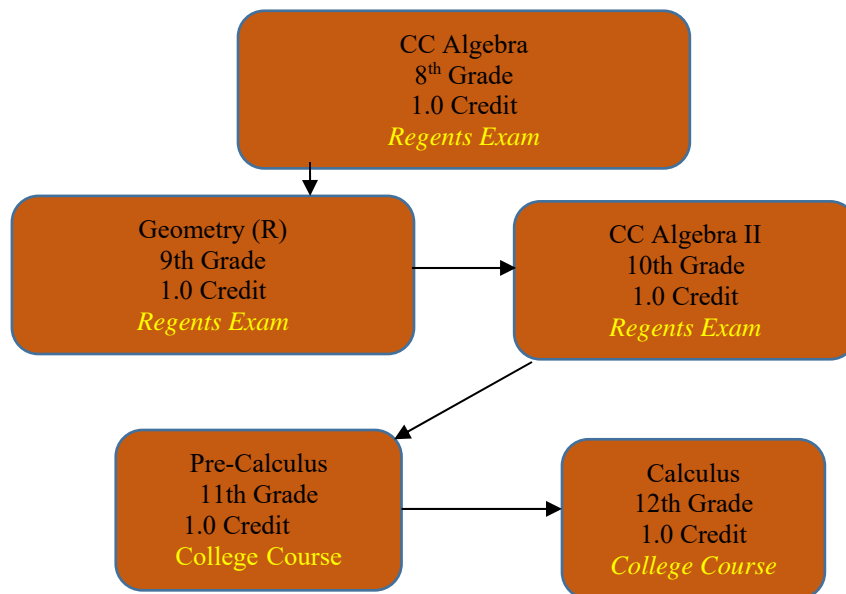 CC Algebra
8th Grade
1.0 Credit
Regents Exam
Geometry (R)
9th Grade
1.0 Credit
Regents Exam
CC Algebra II
10th Grade
1.0 Credit
Regents Exam
Pre-Calculus
11th Grade
1.0 Credit
College Course
Calculus
12th Grade
1.0 Credit
College Course